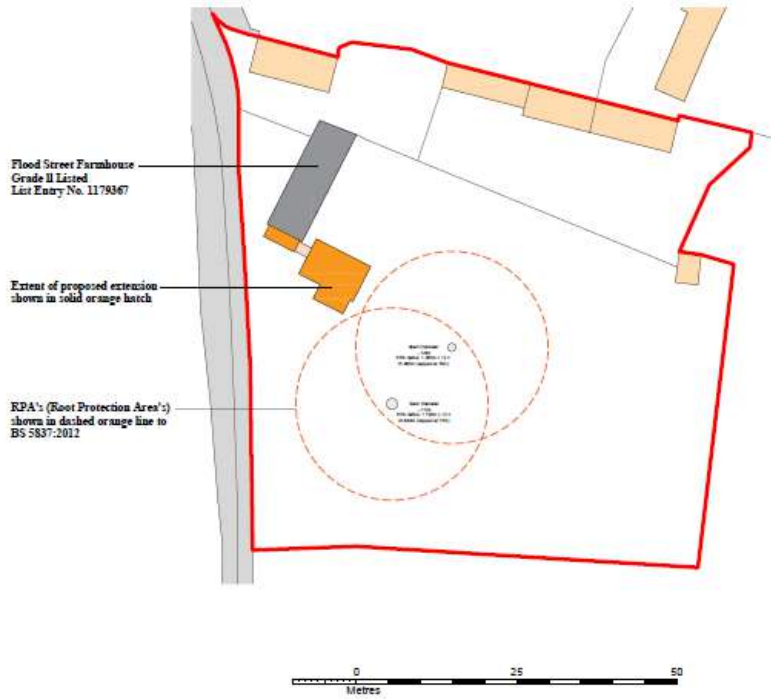 Flood Street Farmhouse
Grade II Listed
List Entry No. 1179367
Extent of proposed extension
shown in solid orange hatch
RPA's (Root Protection Area's)
shown in dashed orange line to
BS 5837:2012
0 25 50
Metres